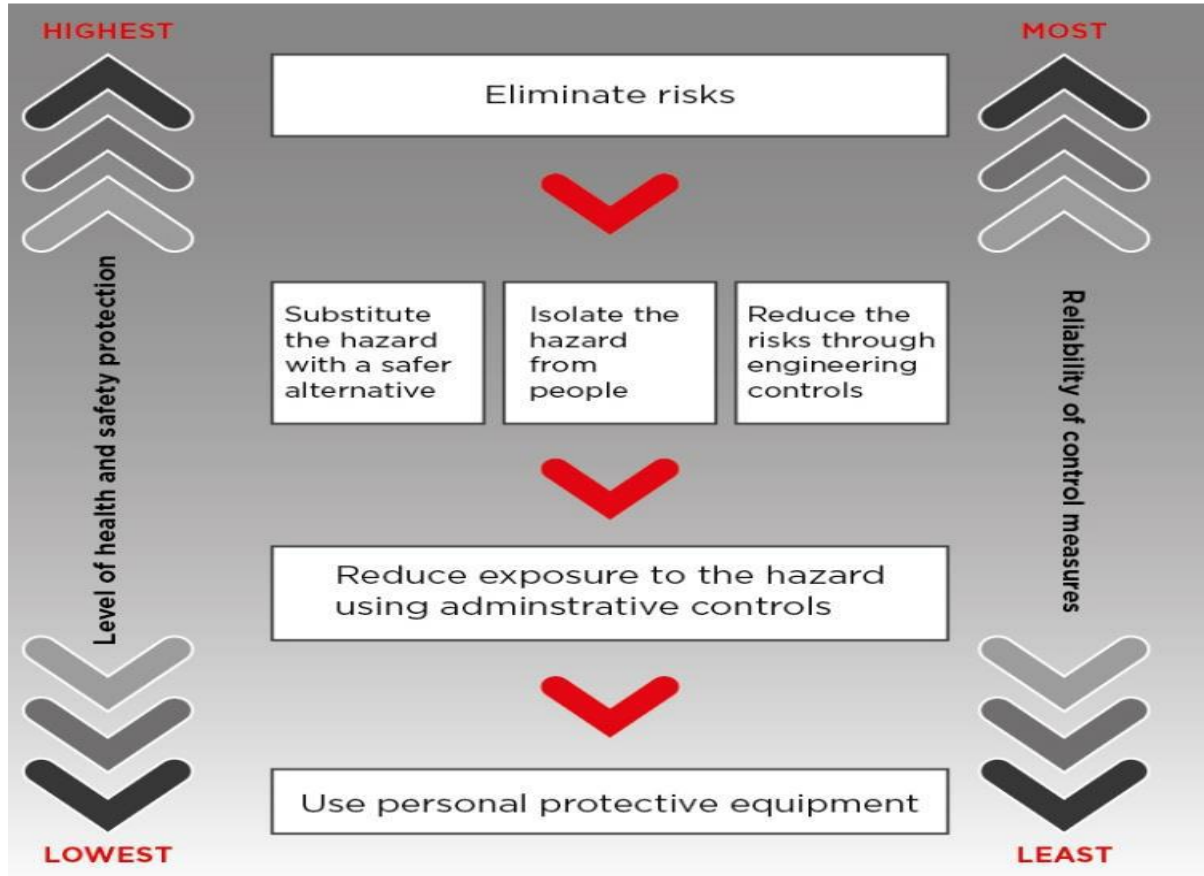 HIGHEST
MOST
Eliminate risks
Substitute
the hazard
with a safer
alternative
Isolate the
hazard
from
people
Reduce the
risks through
engineering
controls
Level of health and safety protection
Reliability of control measures
Reduce exposure to the hazard
using adminstrative controls
Use personal protective equipment
LOWEST
LEAST